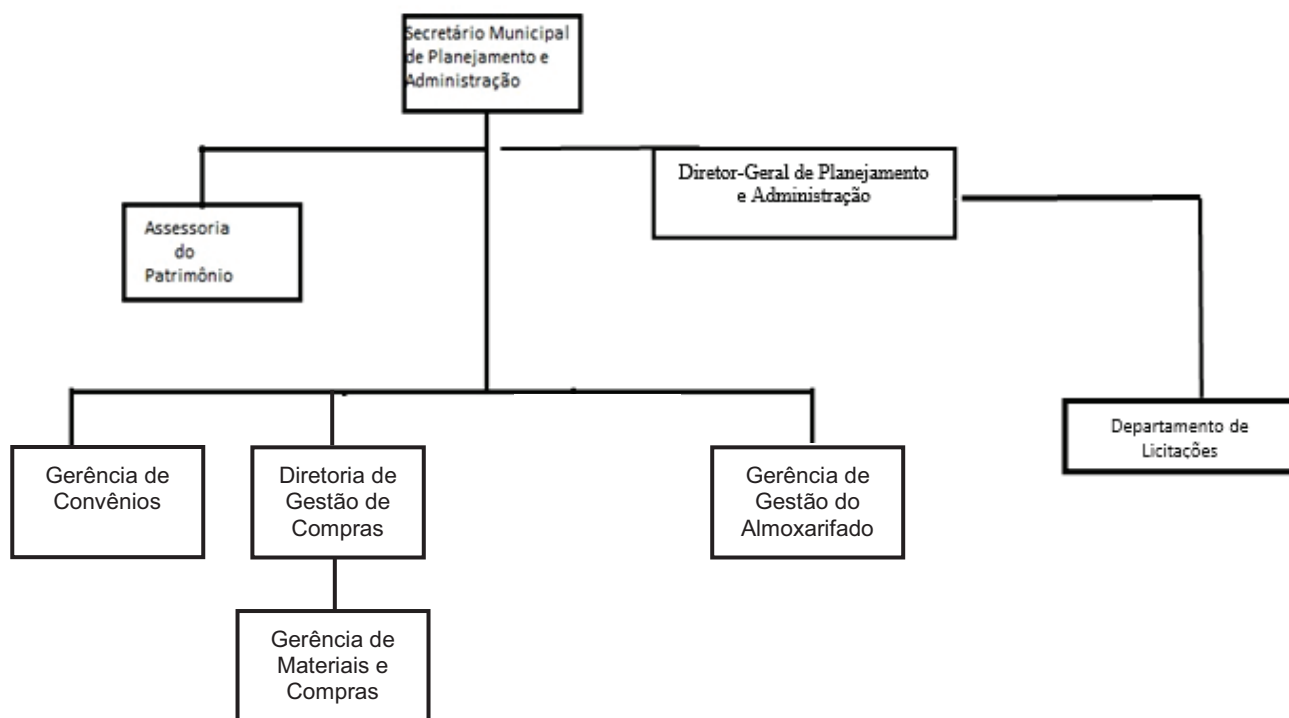 Secretário Municipal
de Planejamento e
Administração
Diretor-Geral de Planejamento
e Administração
Assessoria
do
Patrimônio
Departamento de
Licitações
Gerência de
Convênios
Diretoria de
Gestão de
Compras
Gerência de
Gestão do
Almoxarifado
Gerência de
Materiais e
Compras